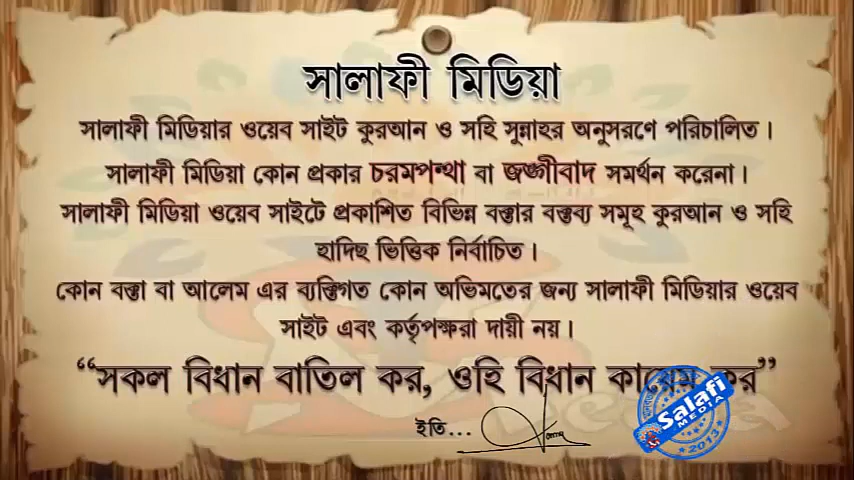 সালাফী মিডিয়া
সালাফী মিডিয়ার ওয়েব সাইট কুরআন ও সহি সুন্নাহর অনুসরণে পরিচালিত।
সালাফী মিডিয়া কোন প্রকার চরমপন্থা বা জঙ্গীবাদ সমর্থন করেনা।
সালাফী মিডিয়া ওয়েব সাইটে প্রকাশিত বিভিন্ন বক্তার বক্তব্য সমূহ কুরআন ও সহি
হাদিছ ভিত্তিক নির্বাচিত।
কোন বক্তা বা আলেম এর ব্যক্তিগত কোন অভিমতের জন্য সালাফী মিডিয়ার ওয়েব
সাইট এবং কর্তৃপক্ষরা দায়ী নয়।
“সকল বিধান বাতিল কর, ওহি বিধান কায়েম কর”
ইতি...
Salafi
MEDIA
2013